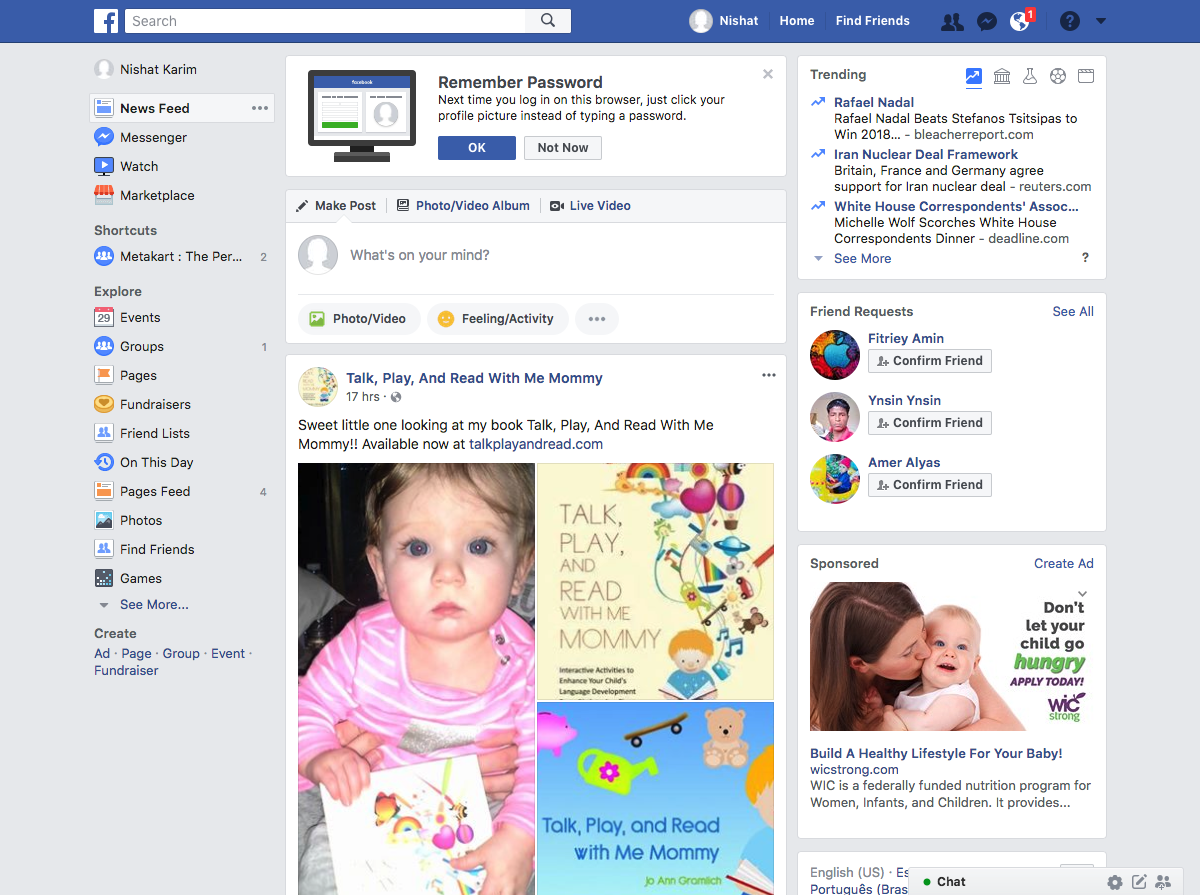 f
Search
Nishat
Home
Find Friends
1
?
Nishat Karim
News Feed
Messenger
Watch
Marketplace
Shortcuts
Metakart : The Per... 2
Explore
29 Events
Groups 1
Pages
Fundraisers
Friend Lists
On This Day
Pages Feed 4
Photos
Find Friends
Games
See More...
Create
Ad · Page · Group · Event ·
Fundraiser
facebook
Remember Password
Next time you log in on this browser, just click your
profile picture instead of typing a password.
OK
Not Now
Make Post
Photo/Video Album
Live Video
What's on your mind?
Photo/Video
Feeling/Activity
Talk, Play, And Read With Me Mommy
17 hrs ·
Sweet little one looking at my book Talk, Play, And Read With Me
Mommy!! Available now at talkplayandread.com
TALK,
PLAY,
AND
READ
WITH ME
MOMMY
Interactive Activities to
Enhance Your Child's
Language Development
Talk, Play, and Read
with Me Mommy
Jo Ann Gramlich
Trending
Rafael Nadal
Rafael Nadal Beats Stefanos Tsitsipas to
Win 2018... - bleacherreport.com
Iran Nuclear Deal Framework
Britain, France and Germany agree
support for Iran nuclear deal - reuters.com
White House Correspondents' Assoc...
Michelle Wolf Scorches White House
Correspondents Dinner - deadline.com
See More
?
Friend Requests
See All
Fitriey Amin
Confirm Friend
Ynsin Ynsin
Confirm Friend
Amer Alyas
Confirm Friend
Sponsored
Create Ad
Don't
let your
child go
hungry
APPLY TODAY!
wic
strong
Build A Healthy Lifestyle For Your Baby!
wicstrong.com
WIC is a federally funded nutrition program for
Women, Infants, and Children. It provides...
English (US) · Es
Português (Bras
Chat